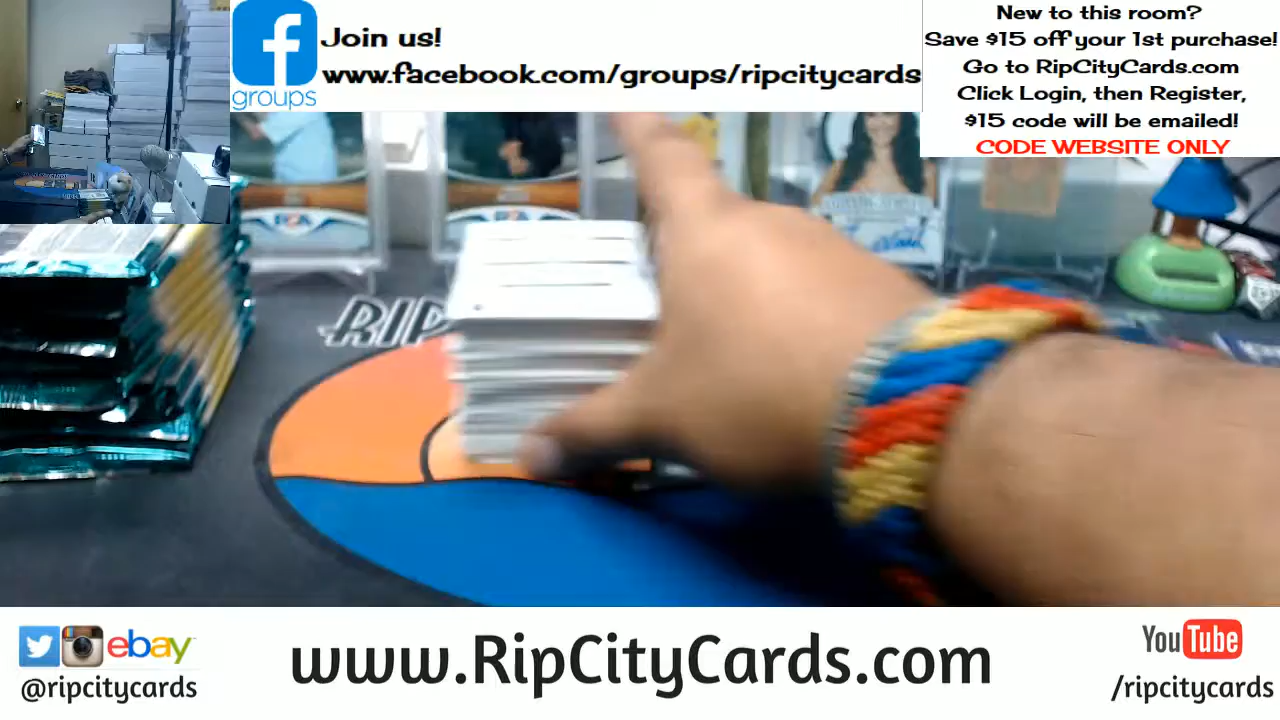 Join us!
www.facebook.com/groups/ripcitycards
groups
New to this room?
Save $15 off your 1st purchase!
Go to RipCityCards.com
Click Login, then Register,
$15 code will be emailed!
CODE WEBSITE ONLY
RIP
ebay
@ripcitycards
www.RipCityCards.com
YouTube
/ripcitycards